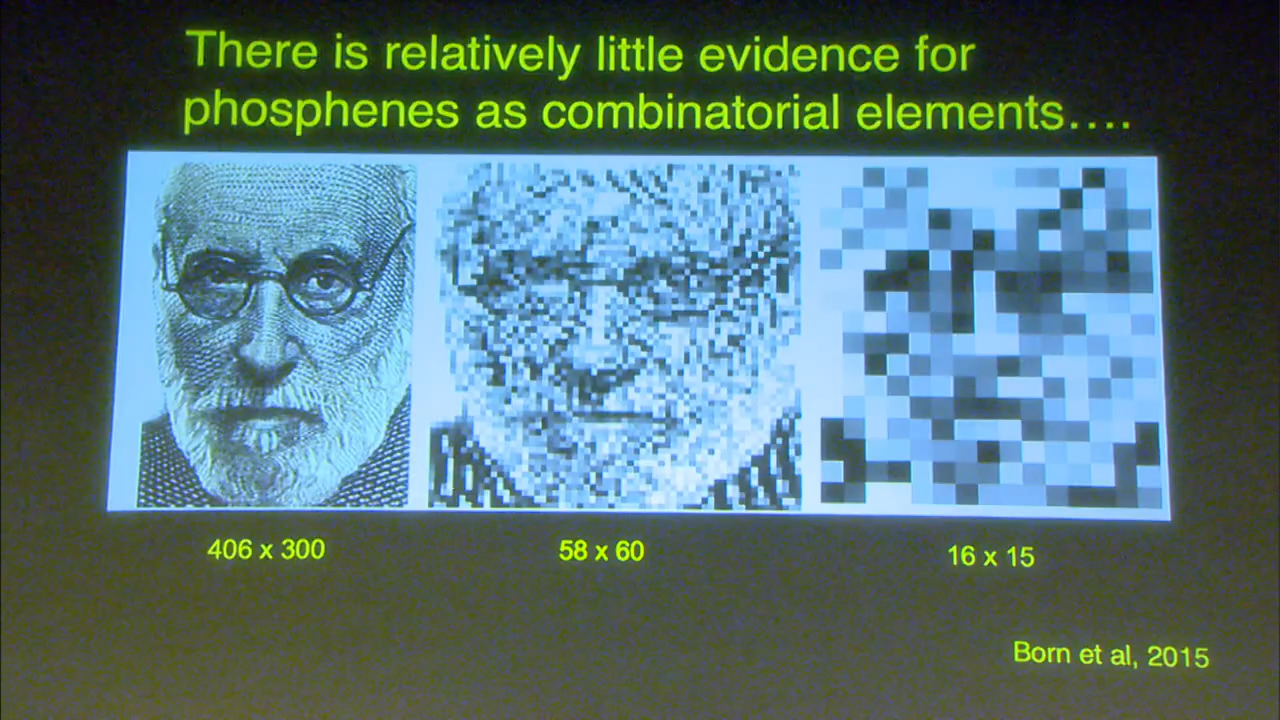 There is relatively little evidence for
phosphenes as combinatorial elements….
406 x 300
58 x 60
16 x 15
Born et al, 2015